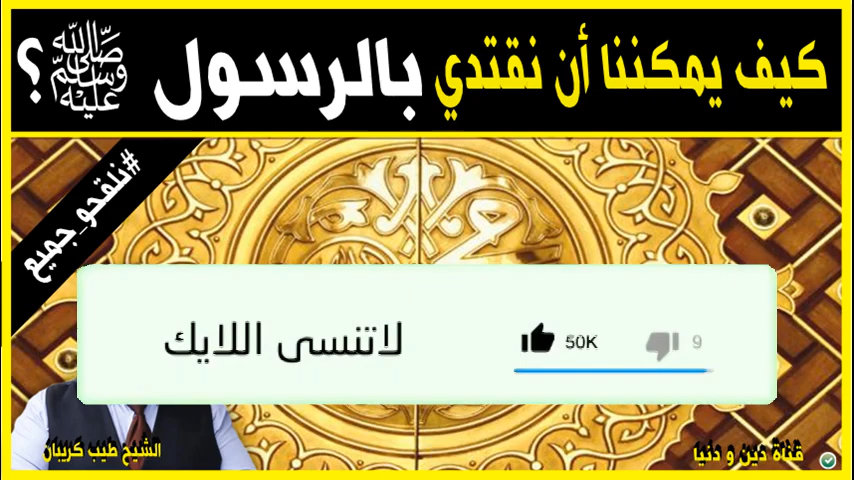 كيف يمكننا أن نقتدي بالرسول ﷺ ؟
#نلقحو_جميع
لاتنسى اللايك
50K
9
الشيخ طيب كريبان
قناة دين و دنيا